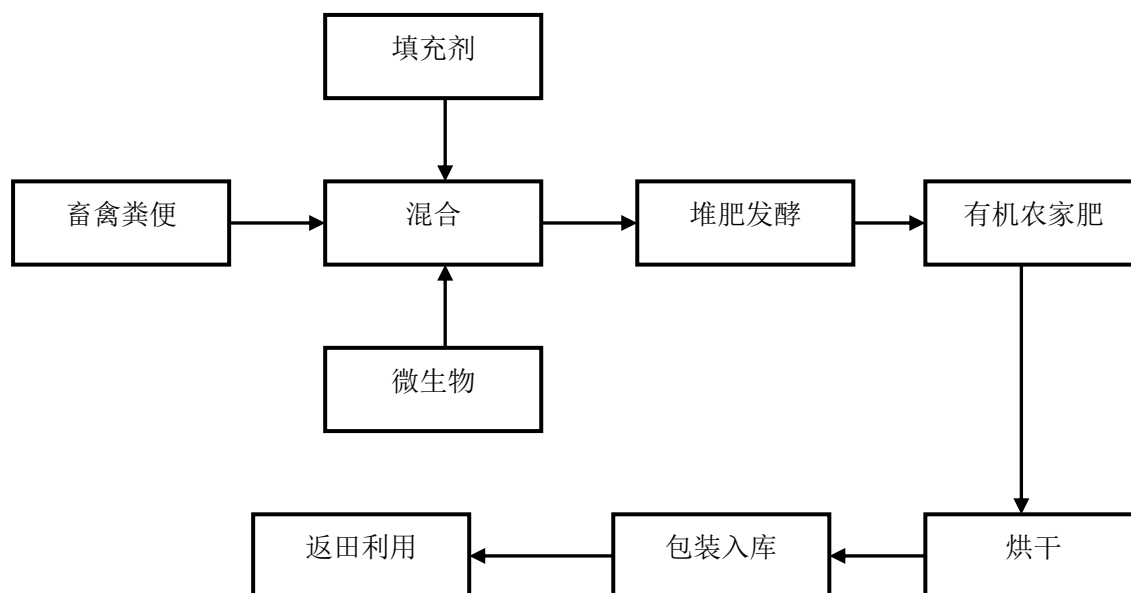 填充剂
畜禽粪便
混合
堆肥发酵
有机农家肥
微生物
返田利用
包装入库
烘干